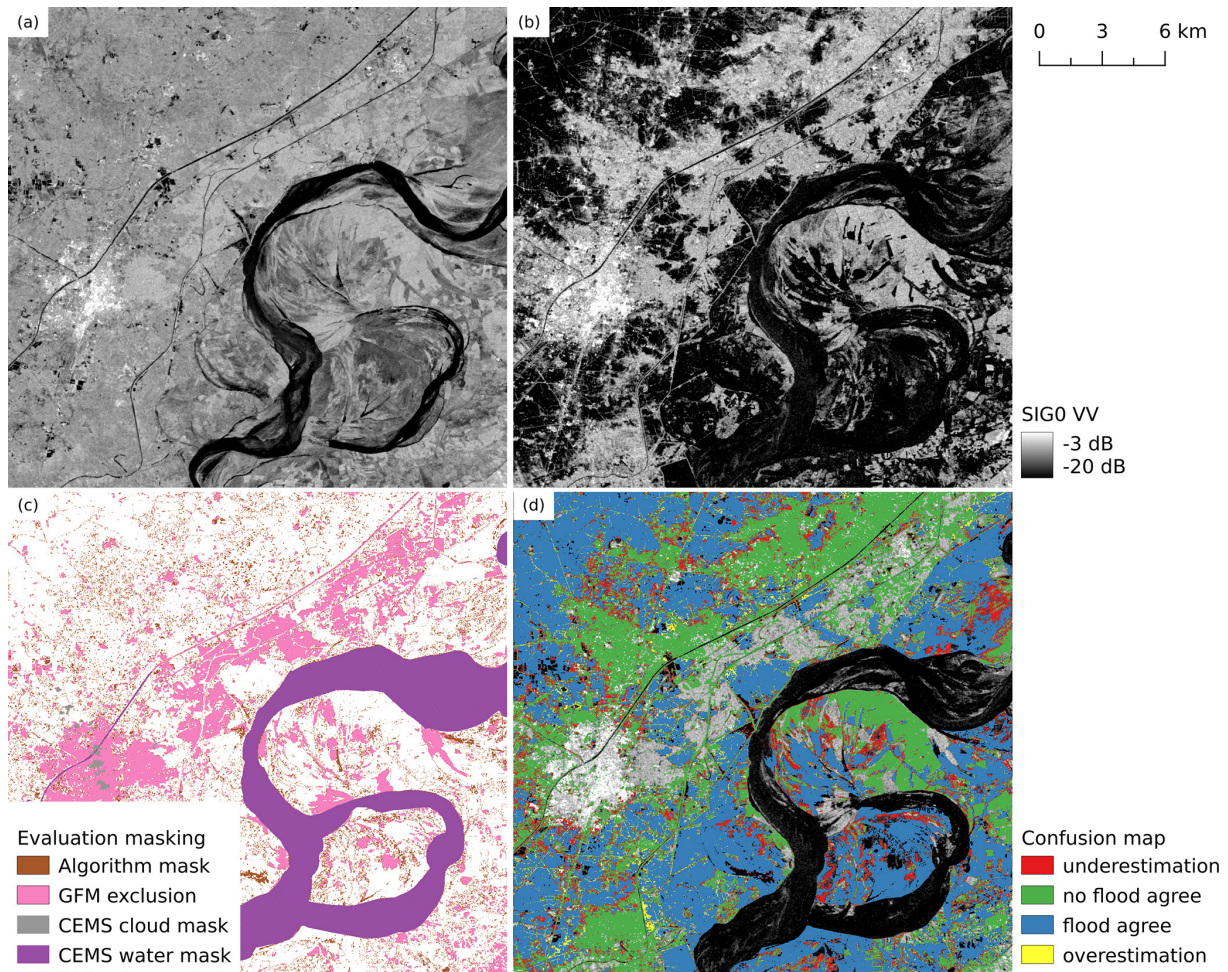 (a)
(b)
0 3 6 km
SIG0 VV
-3 dB
-20 dB
(c)
(d)
Evaluation masking
Algorithm mask
GFM exclusion
CEMS cloud mask
CEMS water mask
Confusion map
underestimation
no flood agree
flood agree
overestimation